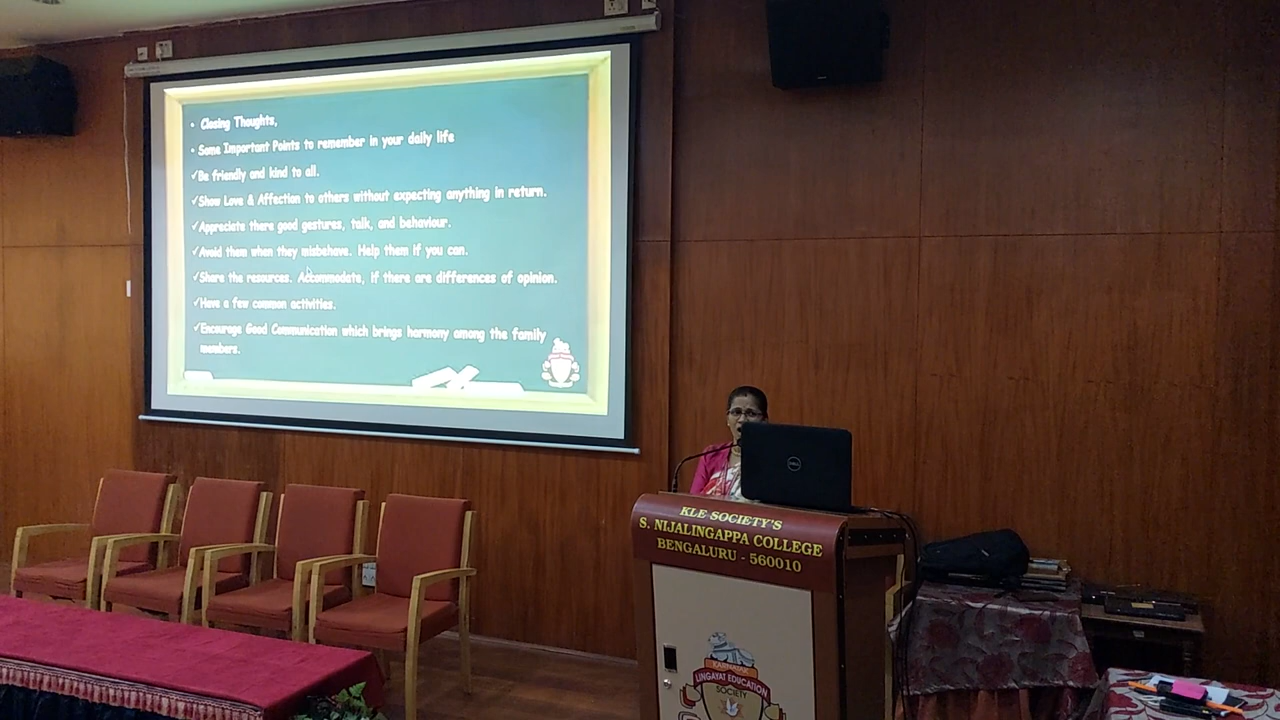 • Closing Thoughts,
• Some Important Points to remember in your daily life
✓Be friendly and kind to all.
✓Show Love & Affection to others without expecting anything in return.
✓Appreciate there good gestures, talk, and behaviour.
✓Avoid them when they misbehave. Help them if you can.
✓Share the resources. Accommodate, if there are differences of opinion.
✓Have a few common activities.
✓Encourage Good Communication which brings harmony among the family
members.
DELL
KLE SOCIETY'S
S. NIJALINGAPPA COLLEGE
BENGALURU - 560010
KARNATAK
LINGAYAT EDUCATION
SOCIETY